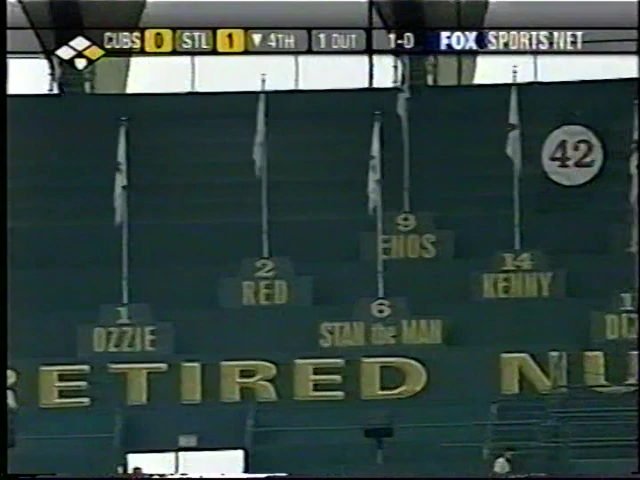 CUBS 0 STL 1 ▼ 4TH 1 OUT 1-0 FOX SPORTS NET
42
9
ENOS
2
RED
14
KENNY
1
OZZIE
6
STAN the MAN
RETIRED NU